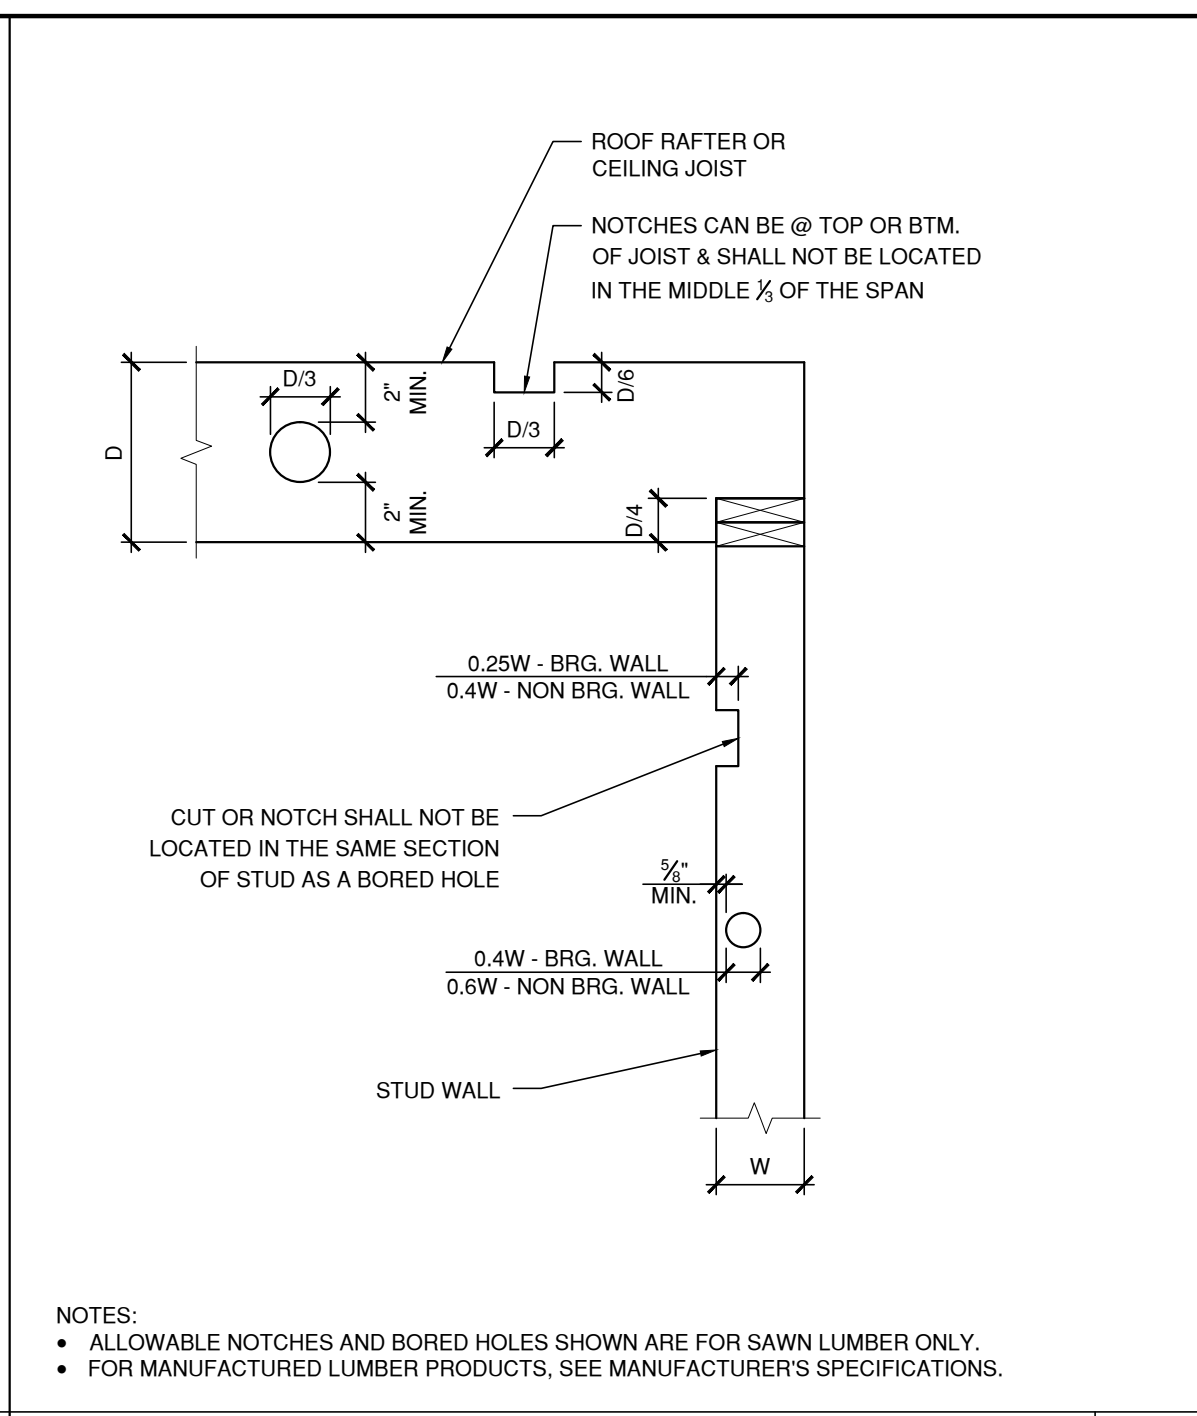 ROOF RAFTER OR
CEILING JOIST
NOTCHES CAN BE @ TOP OR BTM.
OF JOIST & SHALL NOT BE LOCATED
IN THE MIDDLE ⅓ OF THE SPAN
D/3
2"
MIN.
D/6
D/3
D
2"
MIN.
D/4
0.25W - BRG. WALL
0.4W - NON BRG. WALL
CUT OR NOTCH SHALL NOT BE
LOCATED IN THE SAME SECTION
OF STUD AS A BORED HOLE
⅝"
MIN.
0.4W - BRG. WALL
0.6W - NON BRG. WALL
STUD WALL
W
NOTES:
• ALLOWABLE NOTCHES AND BORED HOLES SHOWN ARE FOR SAWN LUMBER ONLY.
• FOR MANUFACTURED LUMBER PRODUCTS, SEE MANUFACTURER'S SPECIFICATIONS.